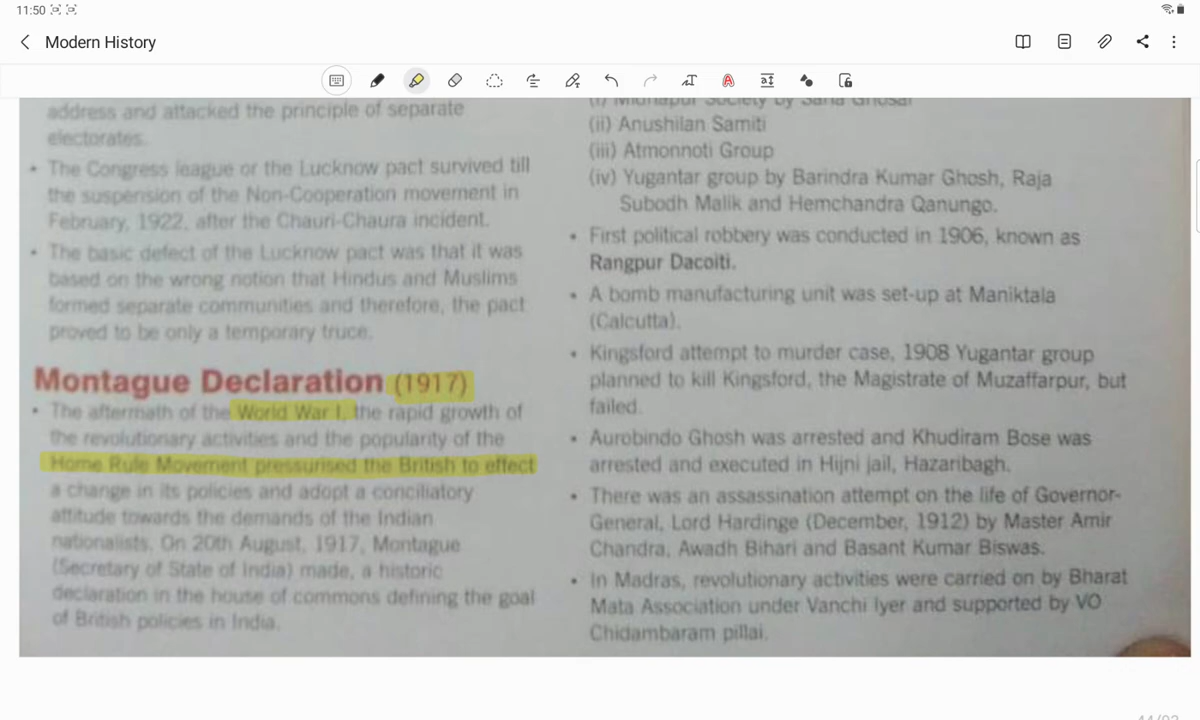 11:50
Modern History
address and attacked the principle of separate
electorates.
• The Congress league or the Lucknow pact survived till
the suspension of the Non-Cooperation movement in
February, 1922, after the Chauri-Chaura incident.
• The basic defect of the Lucknow pact was that it was
based on the wrong notion that Hindus and Muslims
formed separate communities and therefore, the pact
proved to be only a temporary truce.
Montague Declaration (1917)
• The aftermath of the World War I, the rapid growth of
the revolutionary activities and the popularity of the
Home Rule Movement pressurised the British to effect
a change in its policies and adopt a conciliatory
attitude towards the demands of the Indian
nationalists. On 20th August, 1917, Montague
(Secretary of State of India) made, a historic
declaration in the house of commons defining the goal
of British policies in India.
(i) Society by
(ii) Anushilan Samiti
(iii) Atmonnoti Group
(iv) Yugantar group by Barindra Kumar Ghosh, Raja
Subodh Malik and Hemchandra Qanungo.
• First political robbery was conducted in 1906, known as
Rangpur Dacoiti.
• A bomb manufacturing unit was set-up at Maniktala
(Calcutta).
• Kingsford attempt to murder case, 1908 Yugantar group
planned to kill Kingsford, the Magistrate of Muzaffarpur, but
failed.
• Aurobindo Ghosh was arrested and Khudiram Bose was
arrested and executed in Hijni jail, Hazaribagh.
• There was an assassination attempt on the life of Governor-
General, Lord Hardinge (December, 1912) by Master Amir
Chandra, Awadh Bihari and Basant Kumar Biswas.
• In Madras, revolutionary activities were carried on by Bharat
Mata Association under Vanchi Iyer and supported by VO
Chidambaram pillai.